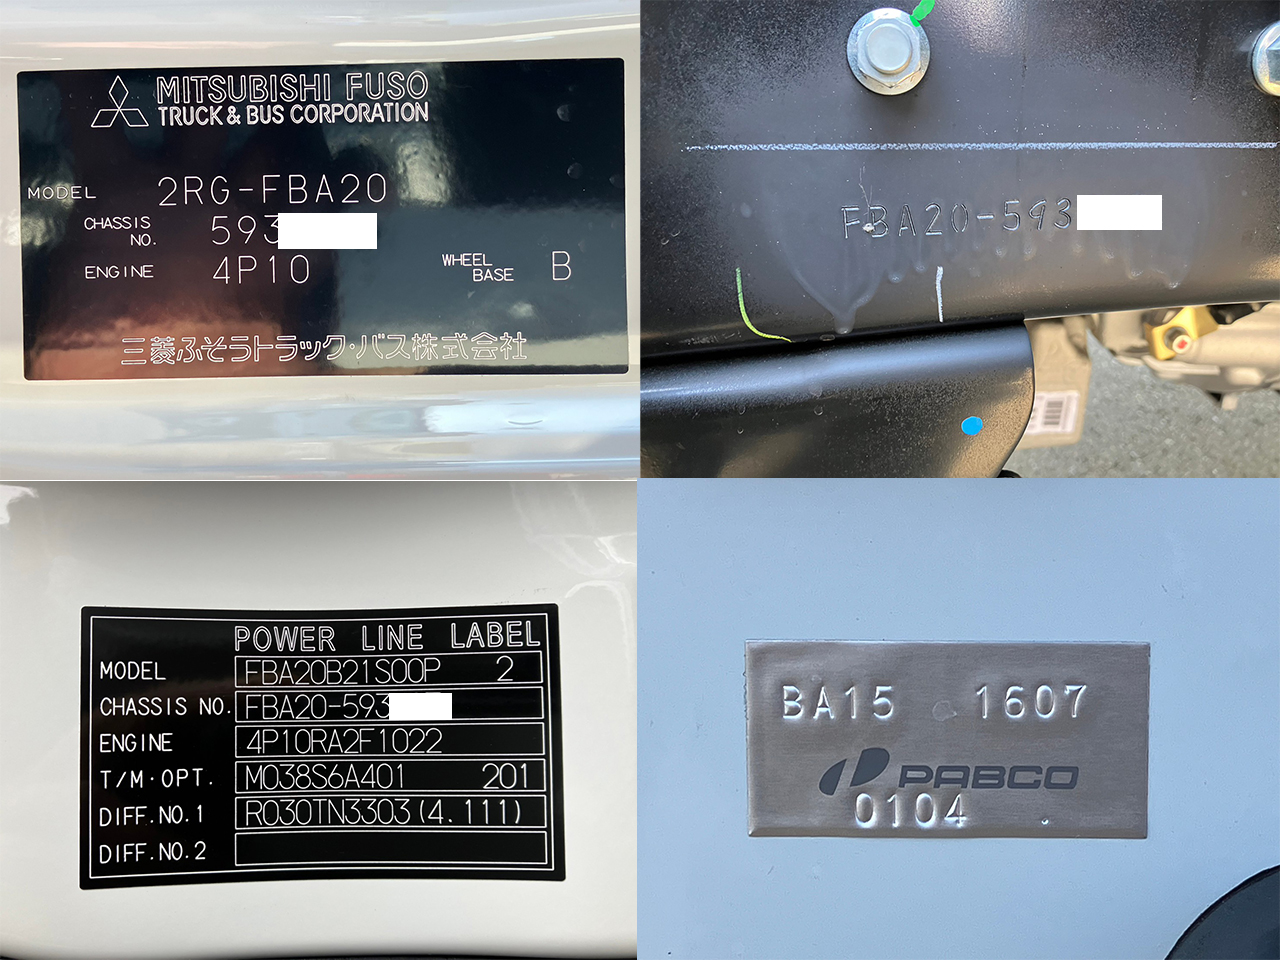 MITSUBISHI FUSO
TRUCK & BUS CORPORATION
MODEL 2RG-FBA20
CHASSIS NO. 593
ENGINE 4P10 WHEEL BASE B
三菱ふそうトラック・バス株式会社
FBA20-593
POWER LINE LABEL
MODEL FBA20B21S00P 2
CHASSIS NO. FBA20-593
ENGINE 4P10RA2F1022
T/M・OPT. M038S6A401 201
DIFF.NO.1 R030TN3303(4.111)
DIFF.NO.2
BA15 1607
PABCO
0104